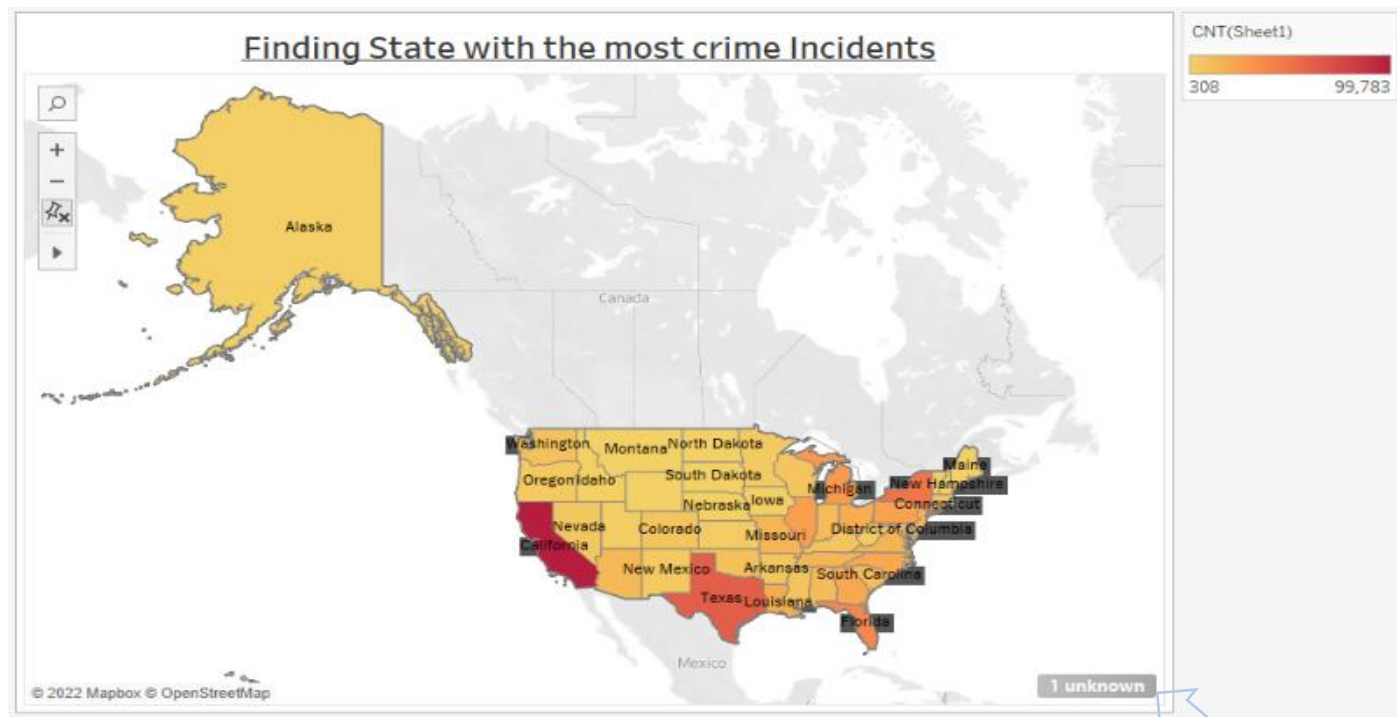 Finding State with the most crime Incidents
CNT(Sheet1)
308 99,783
Alaska
Canada
Washington
Montana
North Dakota
Oregon
Idaho
South Dakota
Michigan
Maine
New Hampshire
Nebraska
Iowa
Connecticut
Nevada
Colorado
Missouri
District of Columbia
California
New Mexico
Arkansas
South Carolina
Texas
Louisiana
Florida
Mexico
© 2022 Mapbox © OpenStreetMap
1 unknown